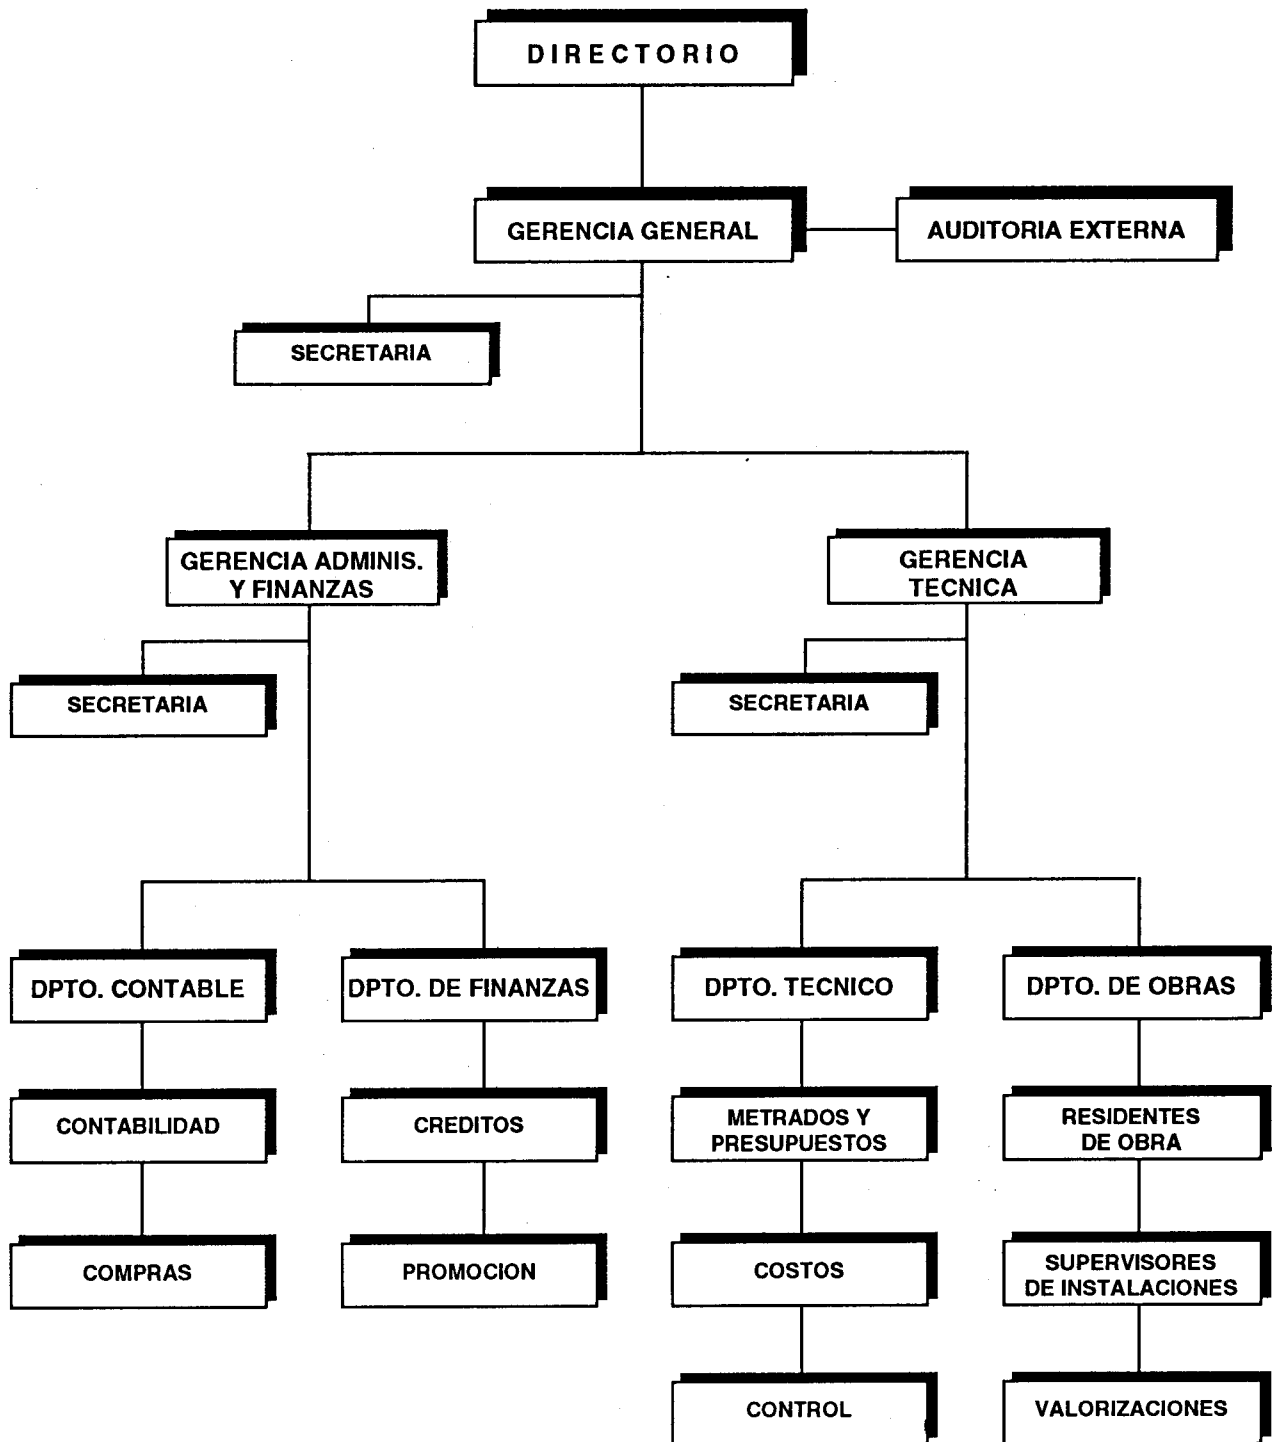 DIRECTORIO
GERENCIA GENERAL
AUDITORIA EXTERNA
SECRETARIA
GERENCIA ADMINIS.
Y FINANZAS
GERENCIA
TECNICA
SECRETARIA
SECRETARIA
DPTO. CONTABLE
DPTO. DE FINANZAS
DPTO. TECNICO
DPTO. DE OBRAS
CONTABILIDAD
CREDITOS
METRADOS Y
PRESUPUESTOS
RESIDENTES
DE OBRA
COMPRAS
PROMOCION
COSTOS
SUPERVISORES
DE INSTALACIONES
CONTROL
VALORIZACIONES